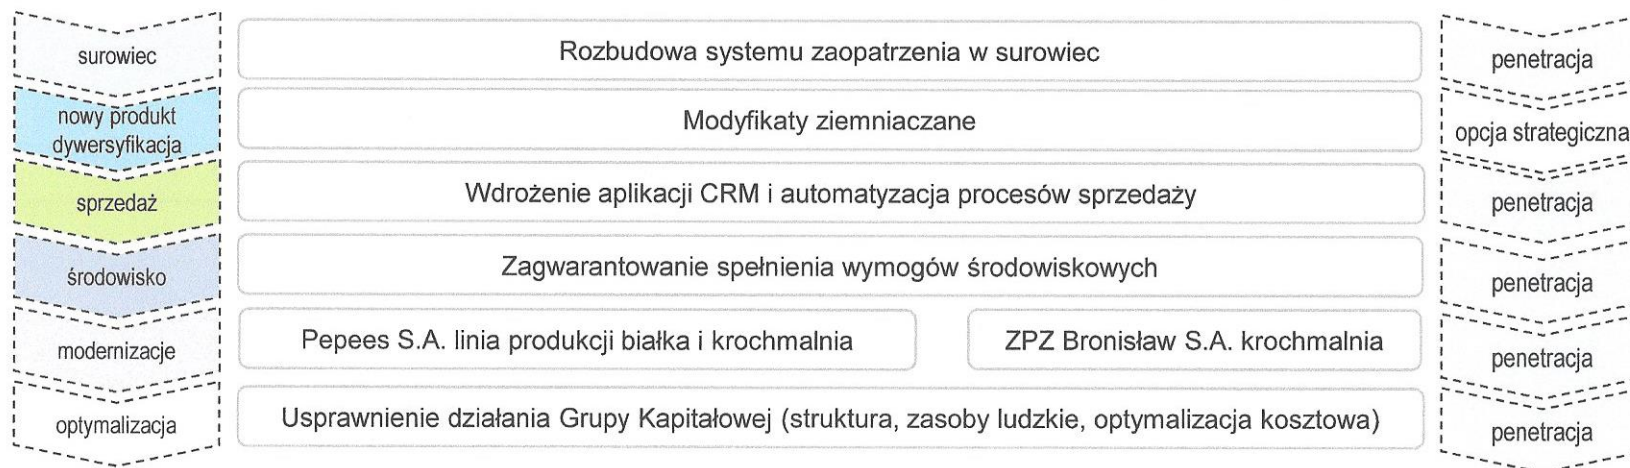 surowiec
Rozbudowa systemu zaopatrzenia w surowiec
penetracja
nowy produkt
dywersyfikacja
Modyfikaty ziemniaczane
opcja strategiczna
sprzedaż
Wdrożenie aplikacji CRM i automatyzacja procesów sprzedaży
penetracja
środowisko
Zagwarantowanie spełnienia wymogów środowiskowych
penetracja
modernizacje
Pepees S.A. linia produkcji białka i krochmalnia
ZPZ Bronisław S.A. krochmalnia
penetracja
optymalizacja
Usprawnienie działania Grupy Kapitałowej (struktura, zasoby ludzkie, optymalizacja kosztowa)
penetracja